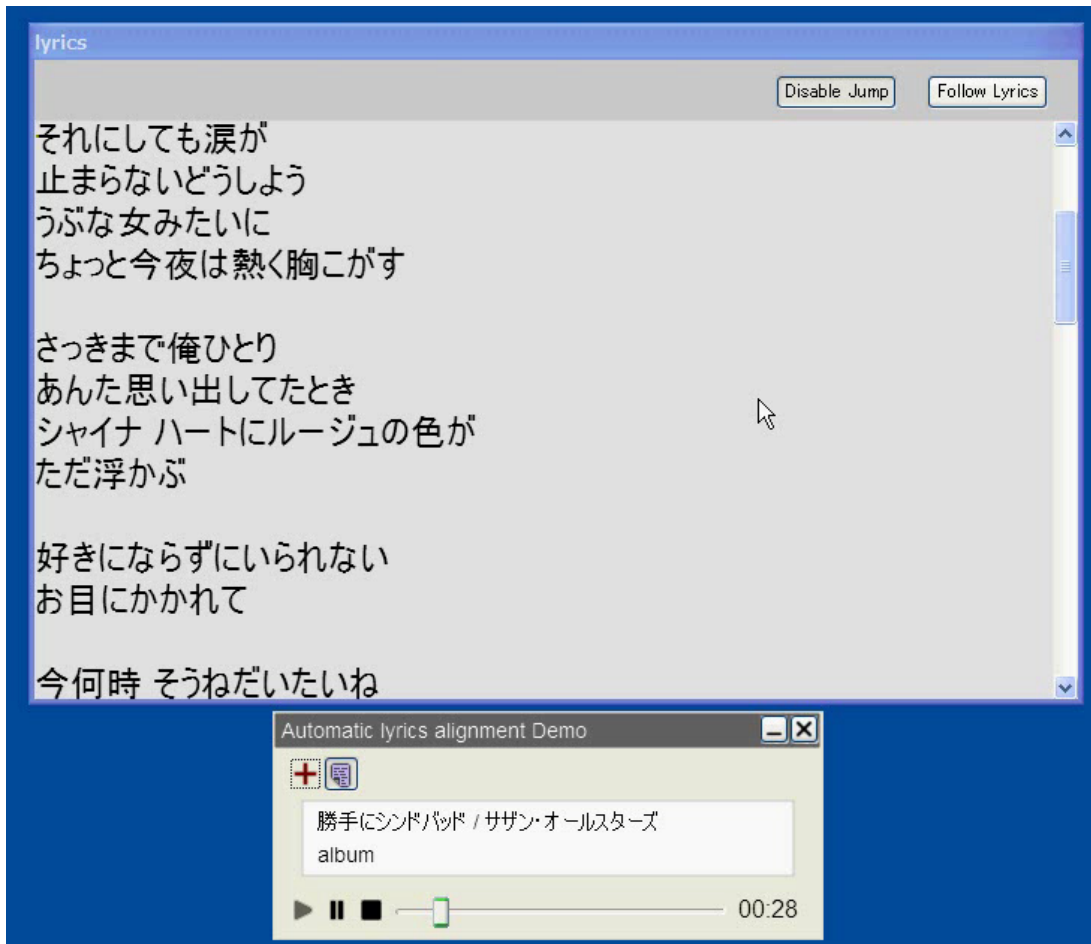 lyrics
Disable Jump
Follow Lyrics
それにしても涙が
止まらないどうしよう
うぶな女みたいに
ちょっと今夜は熱く胸こがす
さっきまで俺ひとり
あんた思い出してたとき
シャイナ ハートにルージュの色が
ただ浮かぶ
好きにならずにいられない
お目にかかれて
今何時 そうねだいたいね
Automatic lyrics alignment Demo
勝手にシンドバッド / サザン・オールスターズ
album
00:28